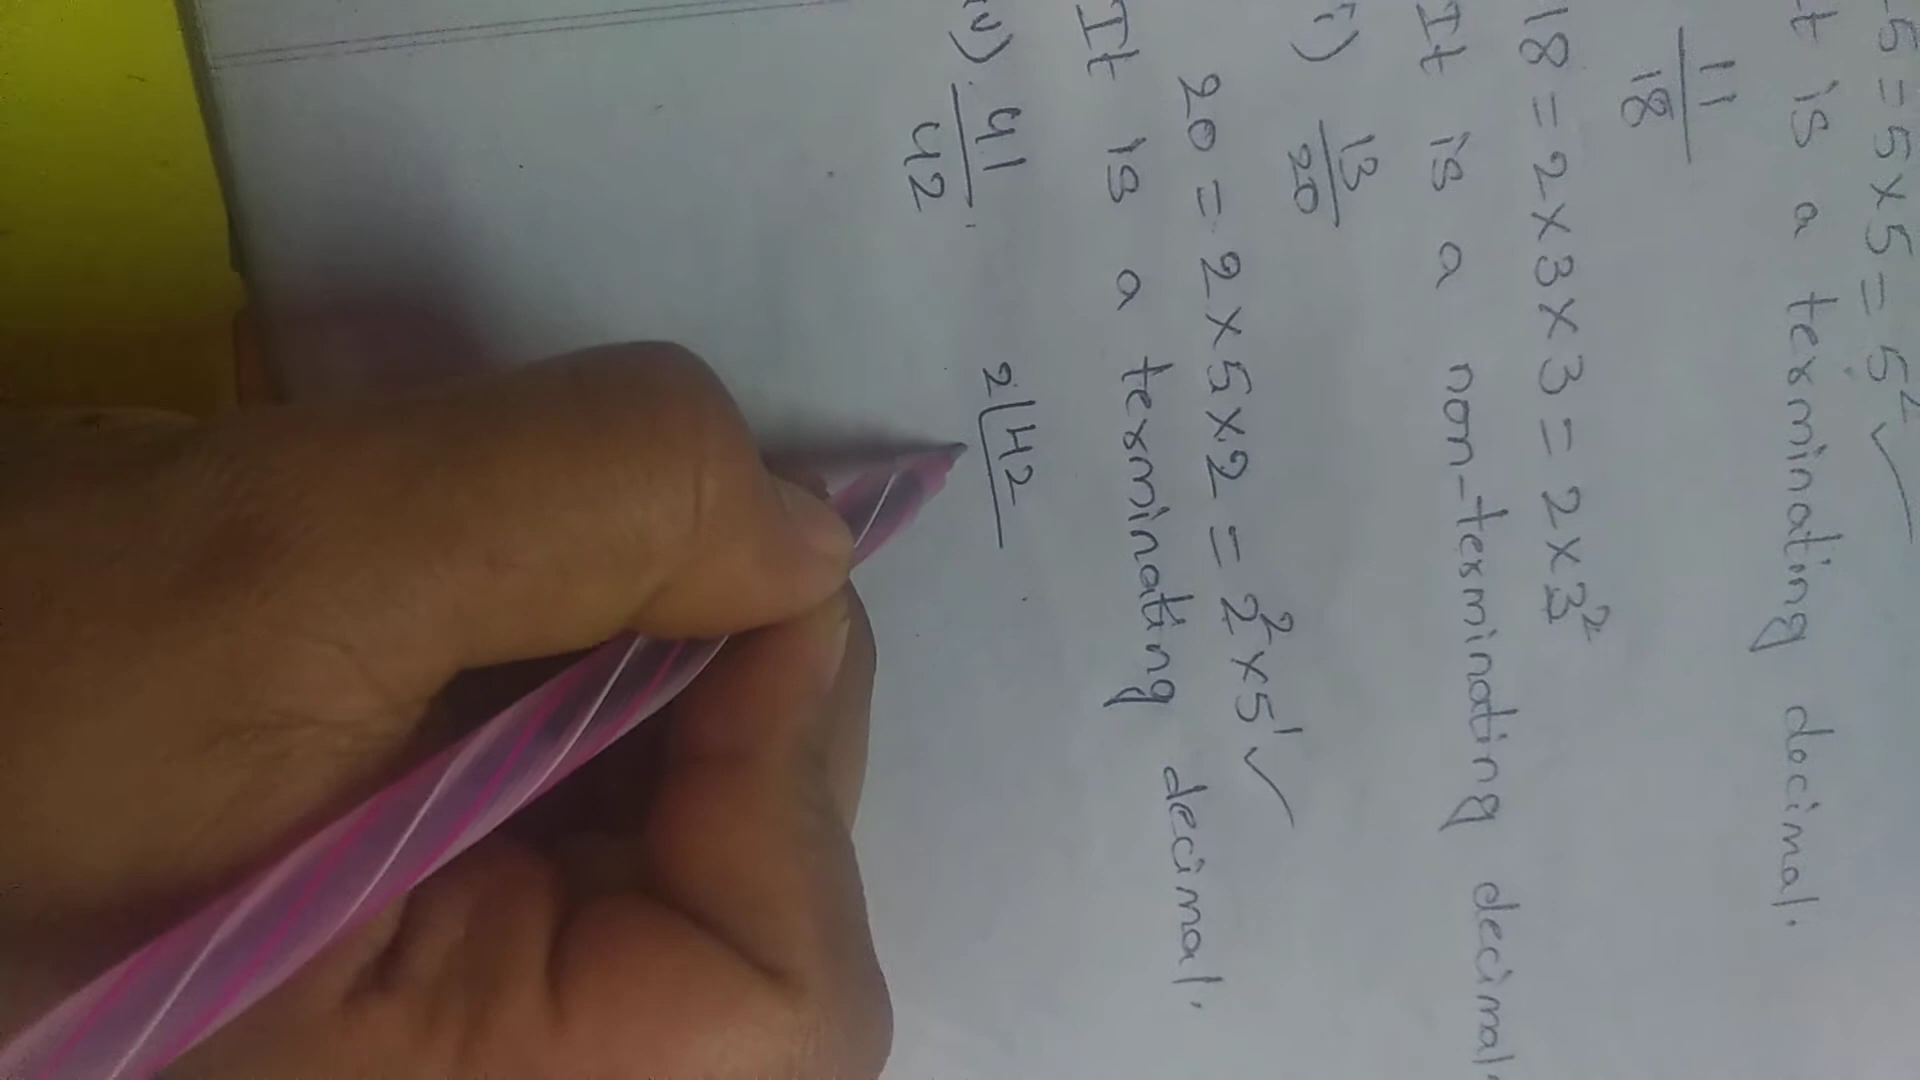 5 = 5 x 5 = 5² ✓
t is a terminating decimal.
11
18
18 = 2 x 3 x 3 = 2 x 3²
It is a non-terminating decimal
i) 13
20
20 = 2 x 5 x 2 = 2² x 5¹ ✓
It is a terminating decimal.
iv) 41
42
2 42